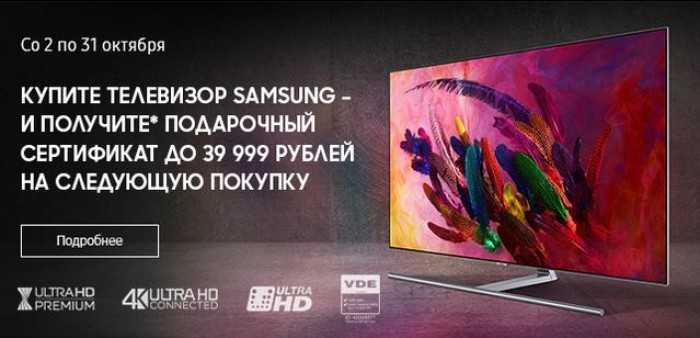 Со 2 по 31 октября
КУПИТЕ ТЕЛЕВИЗОР SAMSUNG –
И ПОЛУЧИТЕ* ПОДАРОЧНЫЙ
СЕРТИФИКАТ ДО 39 999 РУБЛЕЙ
НА СЛЕДУЮЩУЮ ПОКУПКУ
Подробнее
ULTRA HD
PREMIUM
4K ULTRA HD
CONNECTED
ULTRA
HD
VDE